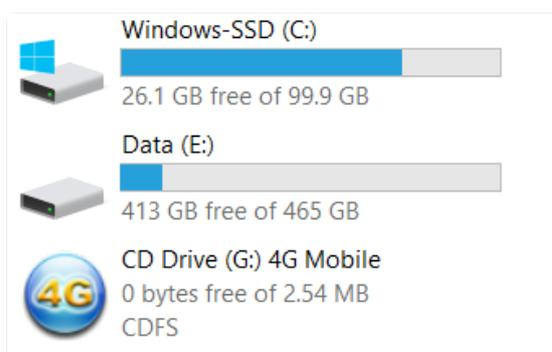 Windows-SSD (C:)
26.1 GB free of 99.9 GB
Data (E:)
413 GB free of 465 GB
4G
CD Drive (G:) 4G Mobile
0 bytes free of 2.54 MB
CDFS